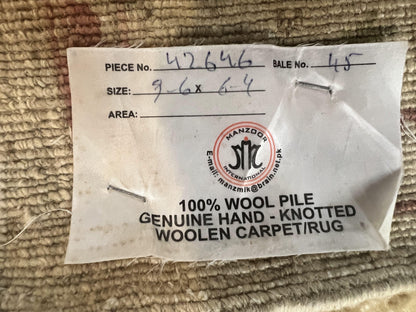 PIECE No. 42646 BALE No. 45
SIZE: 9-6 x 6-4
AREA:
MANZOOR
INTERNATIONAL
E-mail: manzmik@brain.net.pk
100% WOOL PILE
GENUINE HAND - KNOTTED
WOOLEN CARPET/RUG